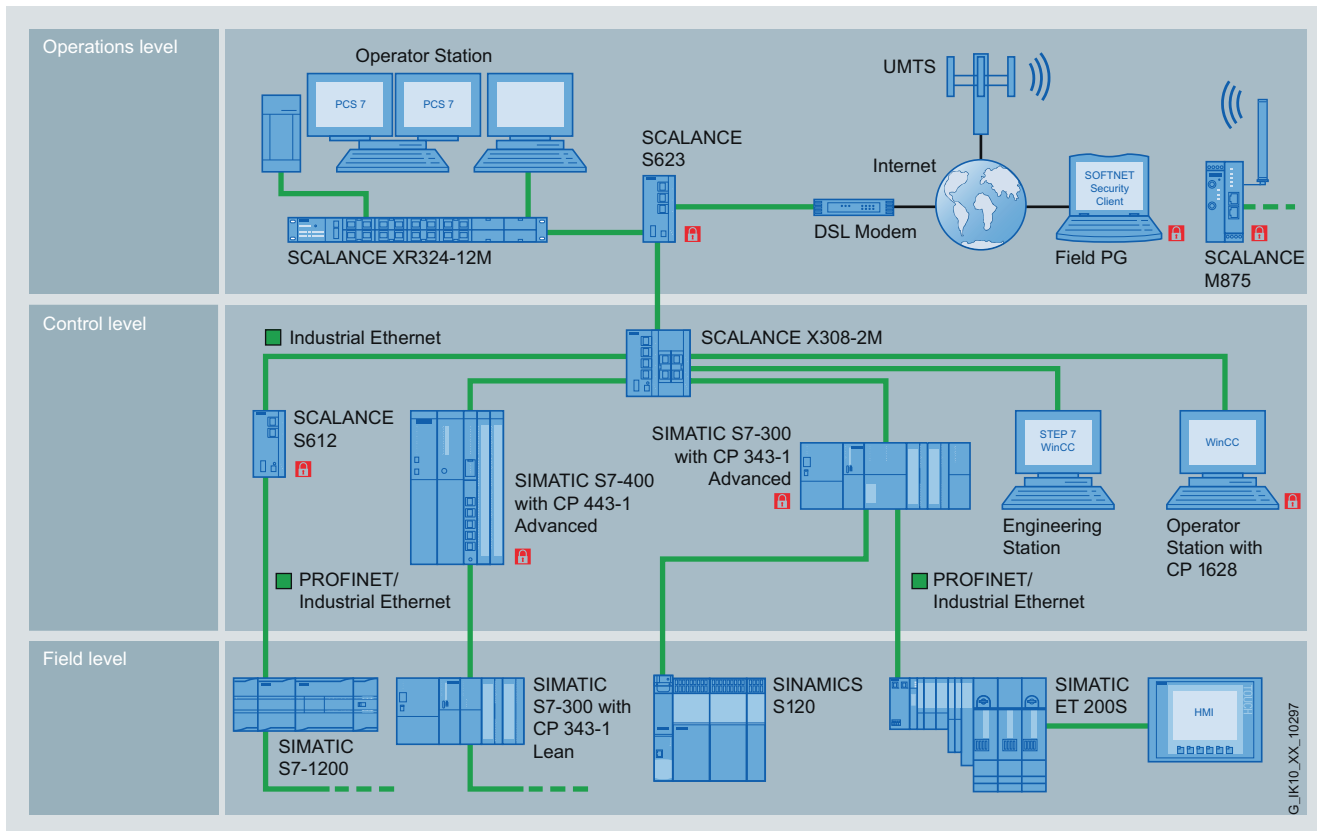 Operations level
Operator Station
PCS 7
PCS 7
SCALANCE
S623
UMTS
Internet
SOFTNET
Security
Client
DSL Modem
Field PG
SCALANCE
M875
SCALANCE XR324-12M
Control level
Industrial Ethernet
SCALANCE X308-2M
SCALANCE
S612
SIMATIC S7-400
with CP 443-1
Advanced
SIMATIC S7-300
with CP 343-1
Advanced
STEP 7
WinCC
Engineering
Station
WinCC
Operator
Station with
CP 1628
PROFINET/
Industrial Ethernet
PROFINET/
Industrial Ethernet
Field level
SIMATIC
S7-1200
SIMATIC
S7-300 with
CP 343-1
Lean
SINAMICS
S120
SIMATIC
ET 200S
HMI
G_IK10_XX_10297